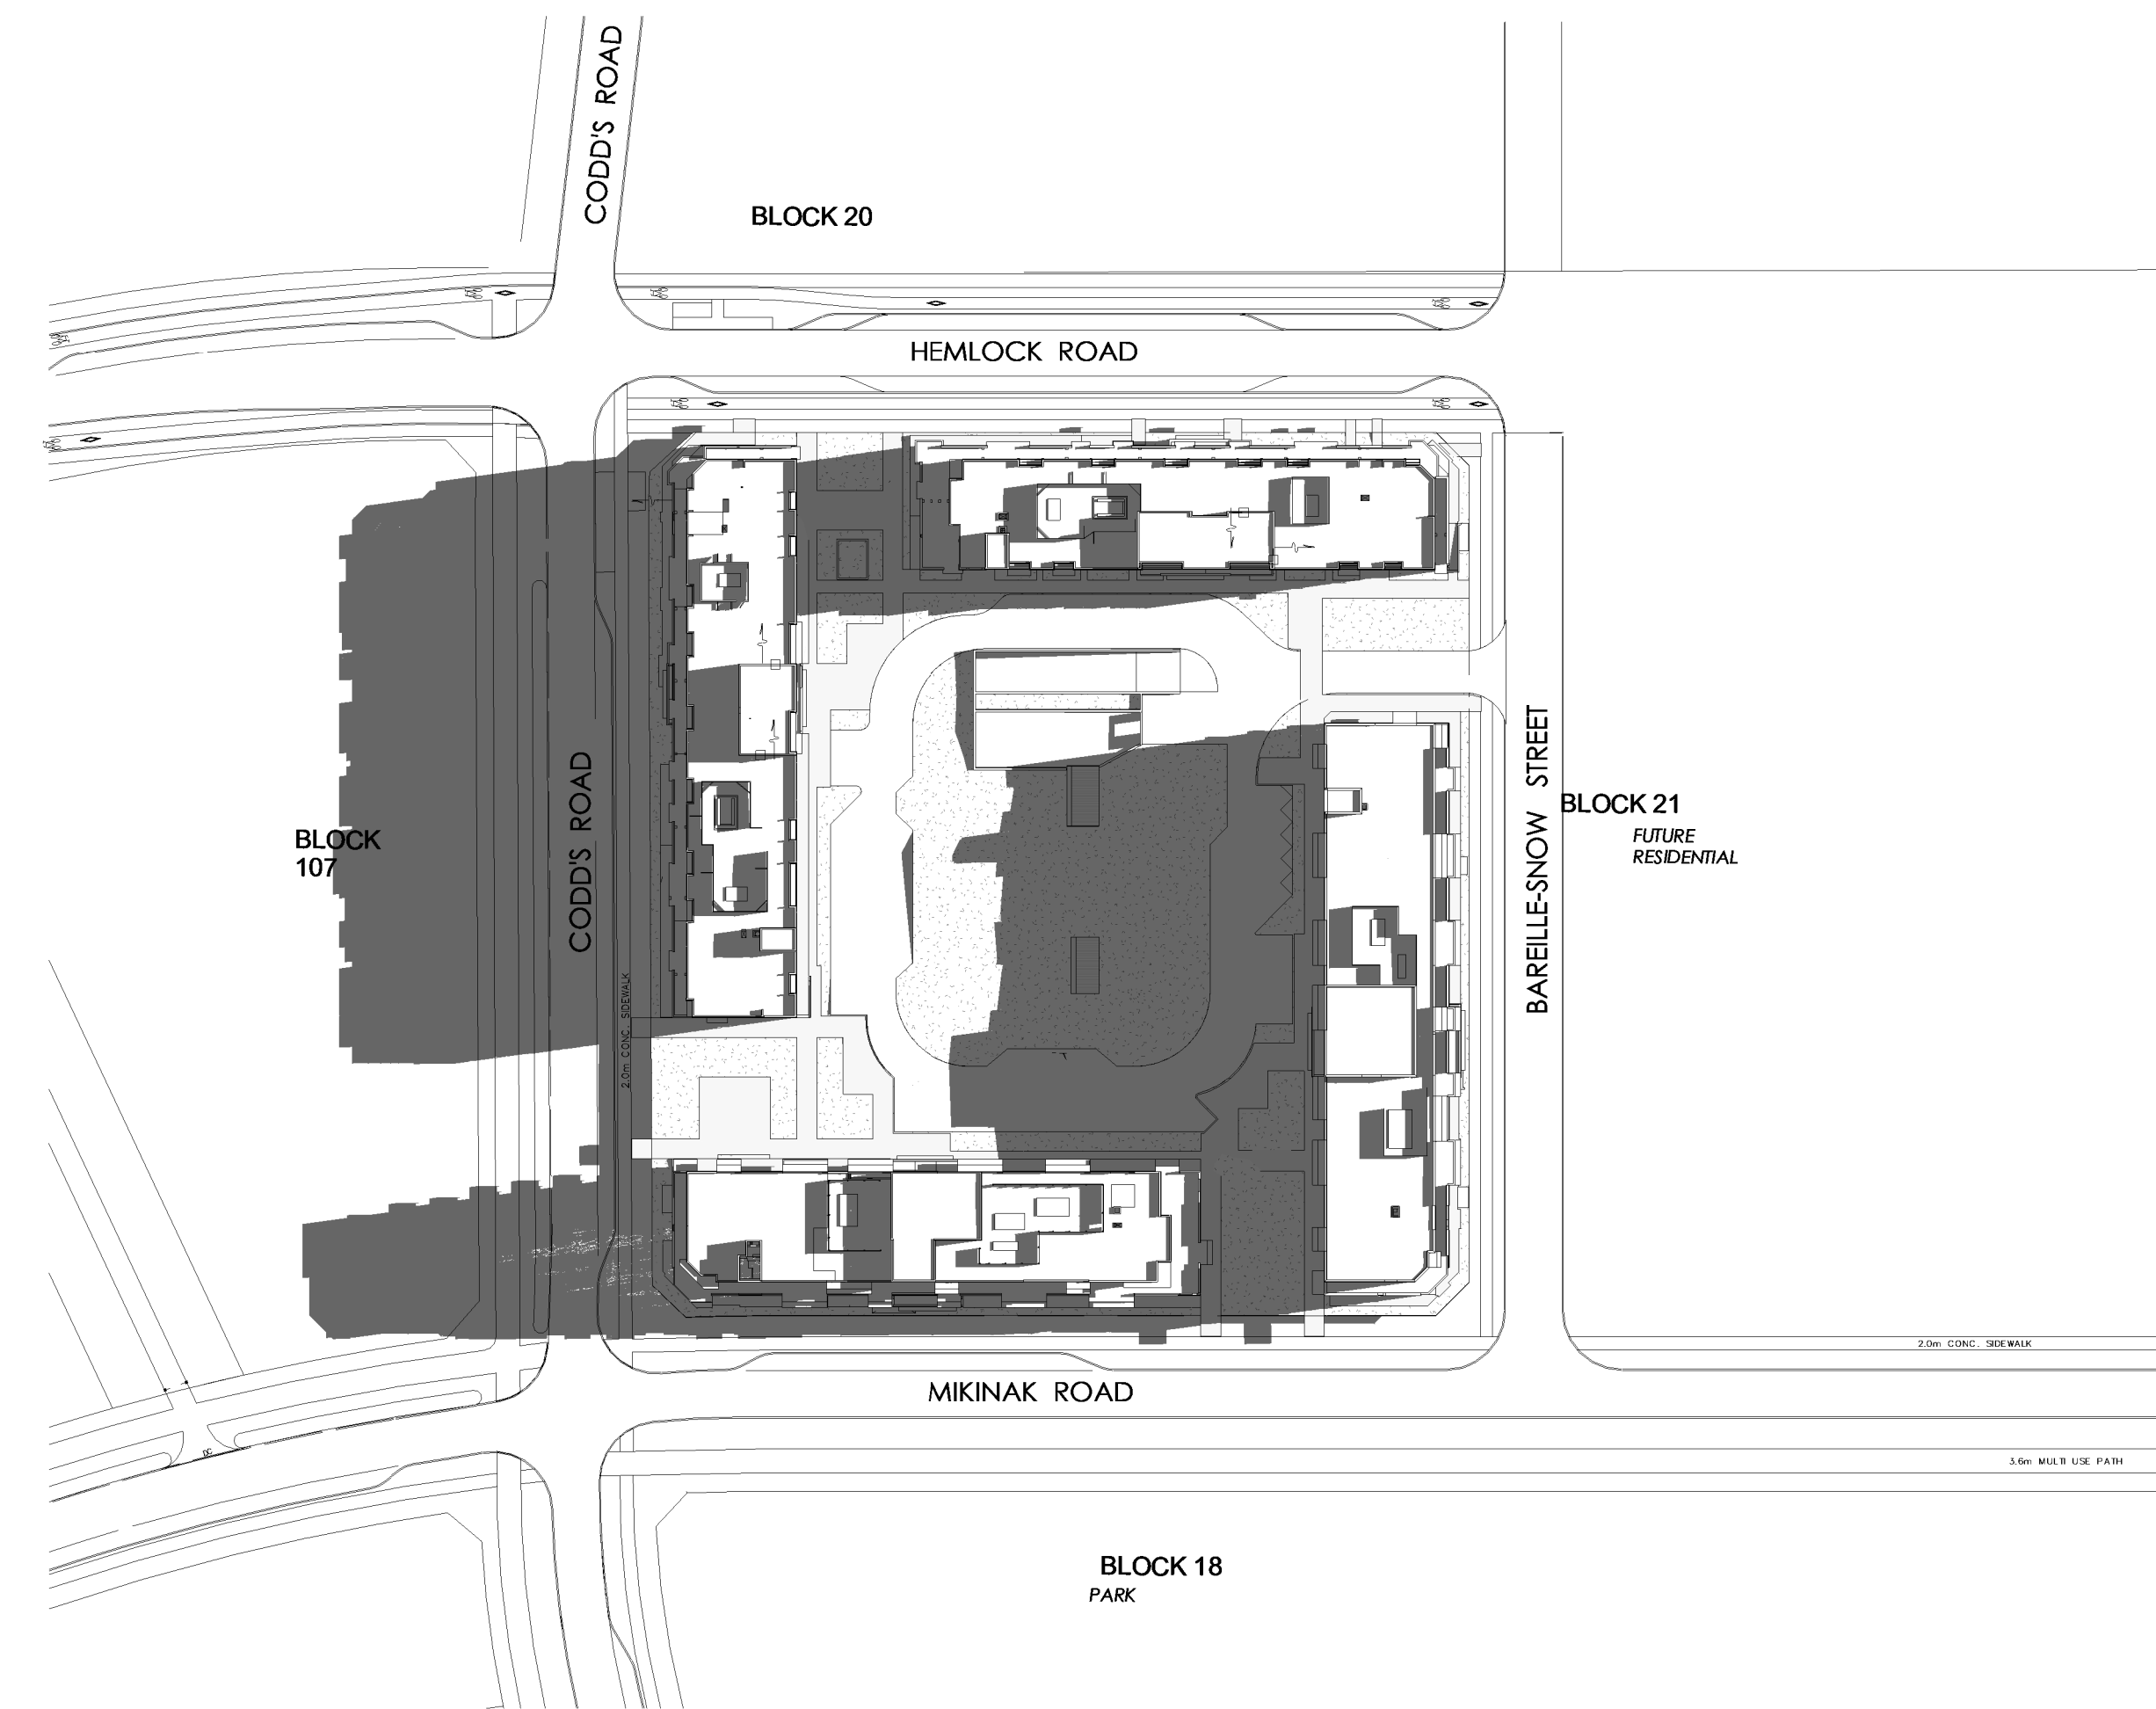 CODD'S ROAD
BLOCK 20
HEMLOCK ROAD
BLOCK
107
CODD'S ROAD
BAREILLE-SNOW STREET
BLOCK 21
FUTURE
RESIDENTIAL
2.0m CONC. SIDEWALK
2.0m CONC. SIDEWALK
MIKINAK ROAD
DC
3.6m MULTI USE PATH
BLOCK 18
PARK